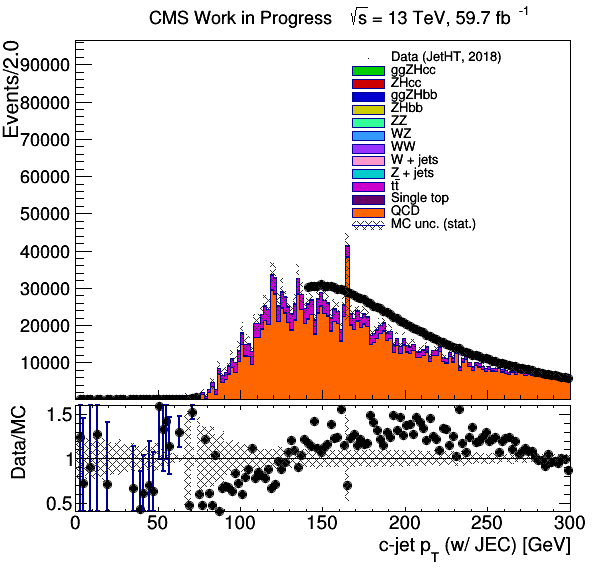 CMS Work in Progress √s = 13 TeV, 59.7 fb⁻¹
Events/2.0
90000
80000
70000
60000
50000
40000
30000
20000
10000
Data (JetHT, 2018)
ggZHcc
ZHcc
ggZHbb
ZHbb
ZZ
WZ
WW
W + jets
Z + jets
tt̄
Single top
QCD
MC unc. (stat.)
Data/MC
1.5
1
0.5
0 50 100 150 200 250 300
c-jet p_T (w/ JEC) [GeV]